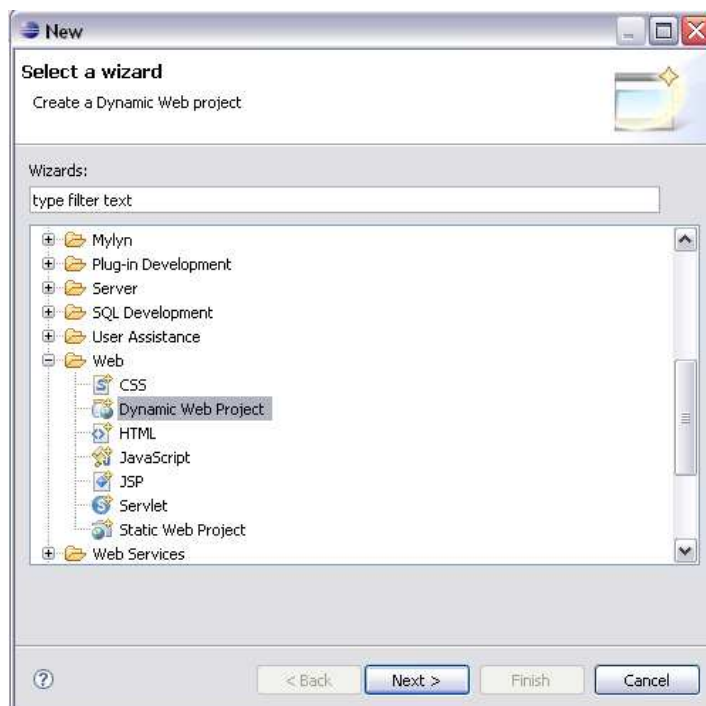 New
Select a wizard
Create a Dynamic Web project
Wizards:
type filter text
Mylyn
Plug-in Development
Server
SQL Development
User Assistance
Web
CSS
Dynamic Web Project
HTML
JavaScript
JSP
Servlet
Static Web Project
Web Services
? < Back Next > Finish Cancel